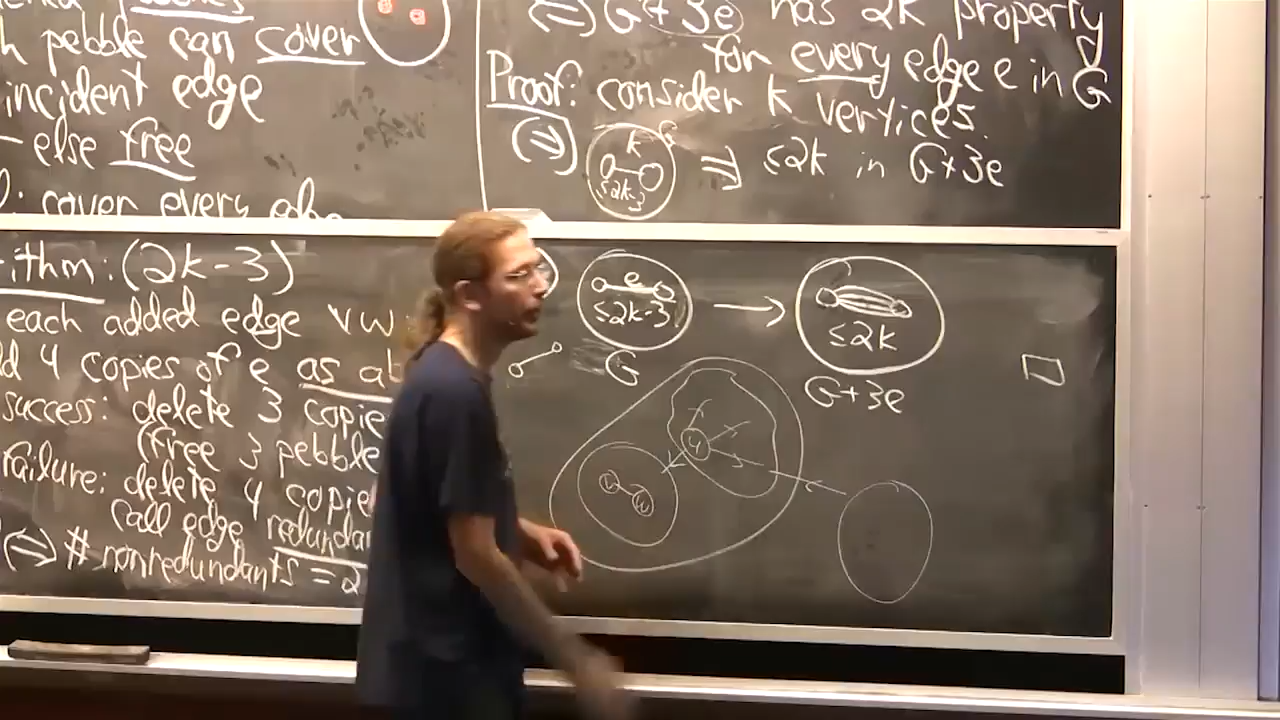 pebble can cover
incident edge
- else free
cover every
(⇔) G + 3e has 2k property
for every edge e in G
Proof: consider k vertices.
(⇒) k ≤2k-3 G ⇒ ≤2k in G+3e
ithm: (2k-3)
each added edge vw:
4 copies of e as
success: delete 3 copie
(free 3 pebble
failure: delete 4 copie
call edge redundan
(⇔) # nonredundants = 2
e
≤2k-3
G
≤2k
G+3e